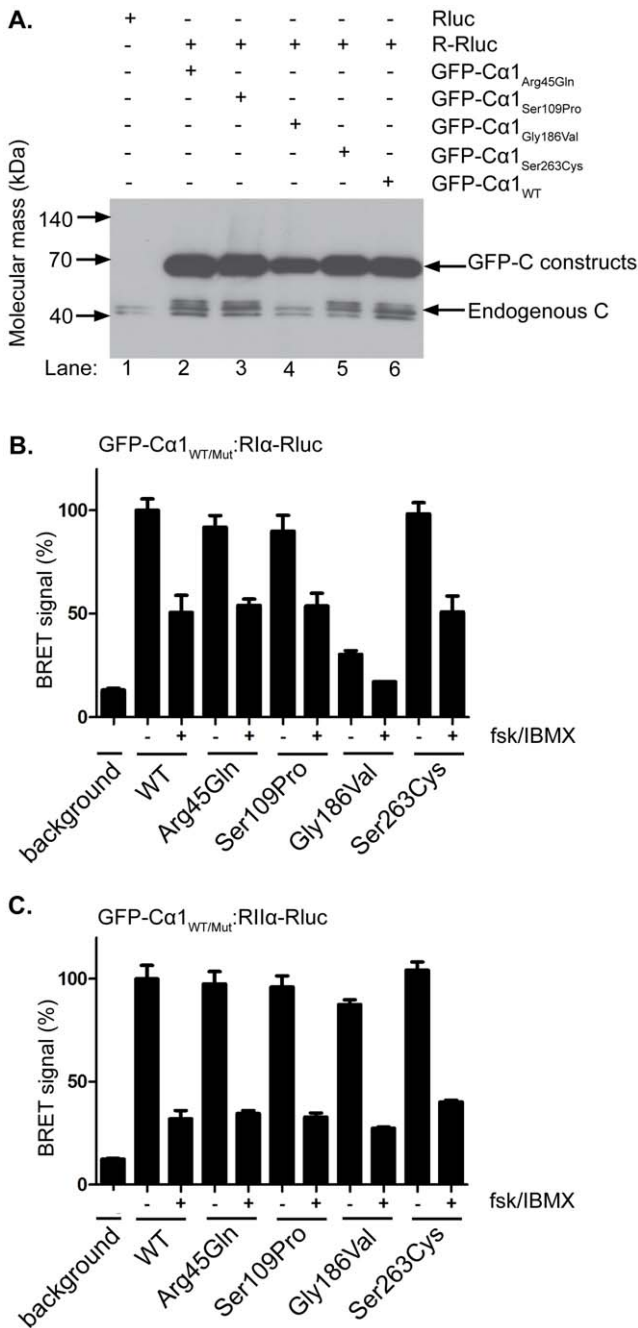 A.
+ - - - - - Rluc
- + + + + + R-Rluc
- + - - - - GFP-Cα1Arg45Gln
- - + - - - GFP-Cα1Ser109Pro
- - - + - - GFP-Cα1Gly186Val
- - - - + - GFP-Cα1Ser263Cys
- - - - - + GFP-Cα1WT
Molecular mass (kDa)
140
70
40
GFP-C constructs
Endogenous C
Lane: 1 2 3 4 5 6
B.
GFP-Cα1WT/Mut:RIα-Rluc
BRET signal (%)
100
50
0
- + - + - + - + - + fsk/IBMX
background WT Arg45Gln Ser109Pro Gly186Val Ser263Cys
C.
GFP-Cα1WT/Mut:RIIα-Rluc
BRET signal (%)
100
50
0
- + - + - + - + - + fsk/IBMX
background WT Arg45Gln Ser109Pro Gly186Val Ser263Cys